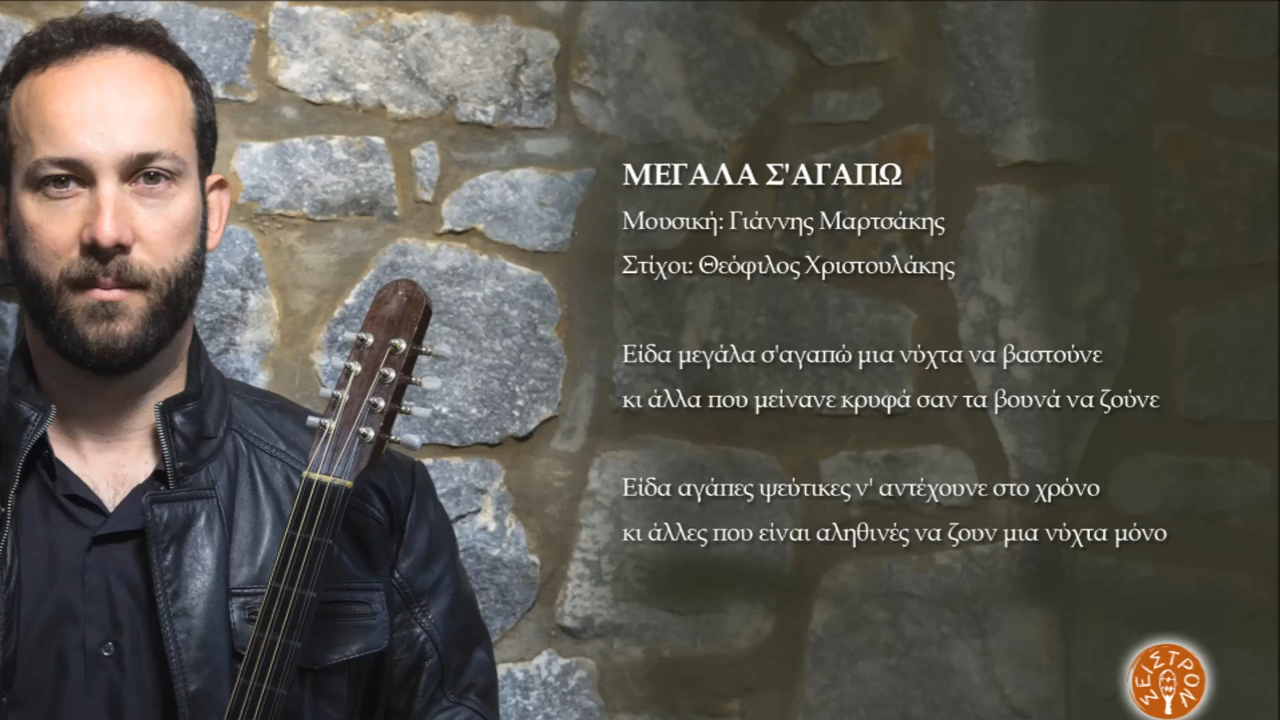 ΜΕΓΑΛΑ Σ'ΑΓΑΠΩ
Μουσική: Γιάννης Μαρτσάκης
Στίχοι: Θεόφιλος Χριστουλάκης
Είδα μεγάλα σ'αγαπώ μια νύχτα να βαστούνε
κι άλλα που μείνανε κρυφά σαν τα βουνά να ζούνε
Είδα αγάπες ψεύτικες ν' αντέχουνε στο χρόνο
κι άλλες που είναι αληθινές να ζουν μια νύχτα μόνο
ΣΕΙΣΤΡΟΝ